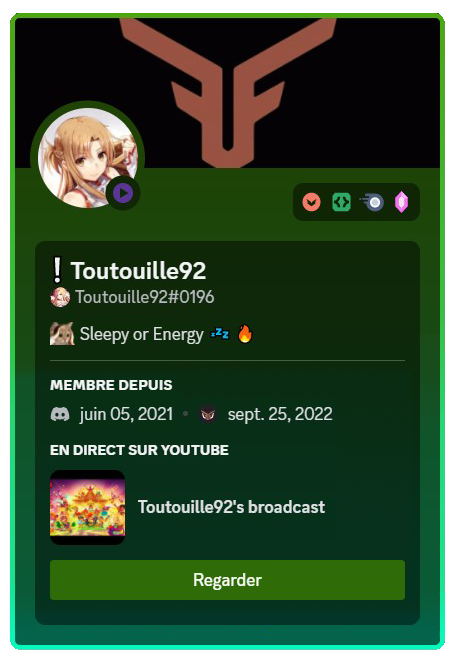 ! Toutouille92
Toutouille92#0196
Sleepy or Energy 💤 🔥
MEMBRE DEPUIS
juin 05, 2021 • sept. 25, 2022
EN DIRECT SUR YOUTUBE
Toutouille92's broadcast
Regarder